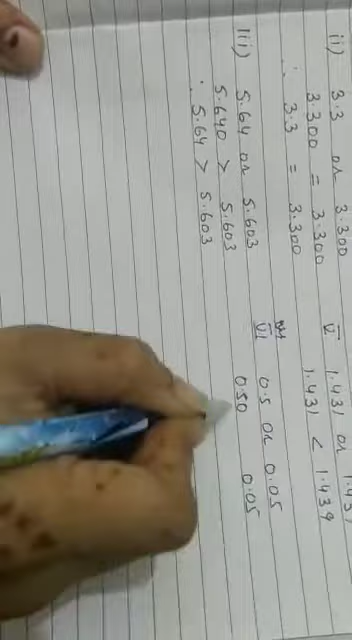 ii) 3.3 or 3.300
3.300 = 3.300
∴ 3.3 = 3.300
iii) 5.64 or 5.603
5.640 > 5.603
∴ 5.64 > 5.603
V 1.431 or
1.431 < 1.439
VI 0.5 or 0.05
0.50 0.05